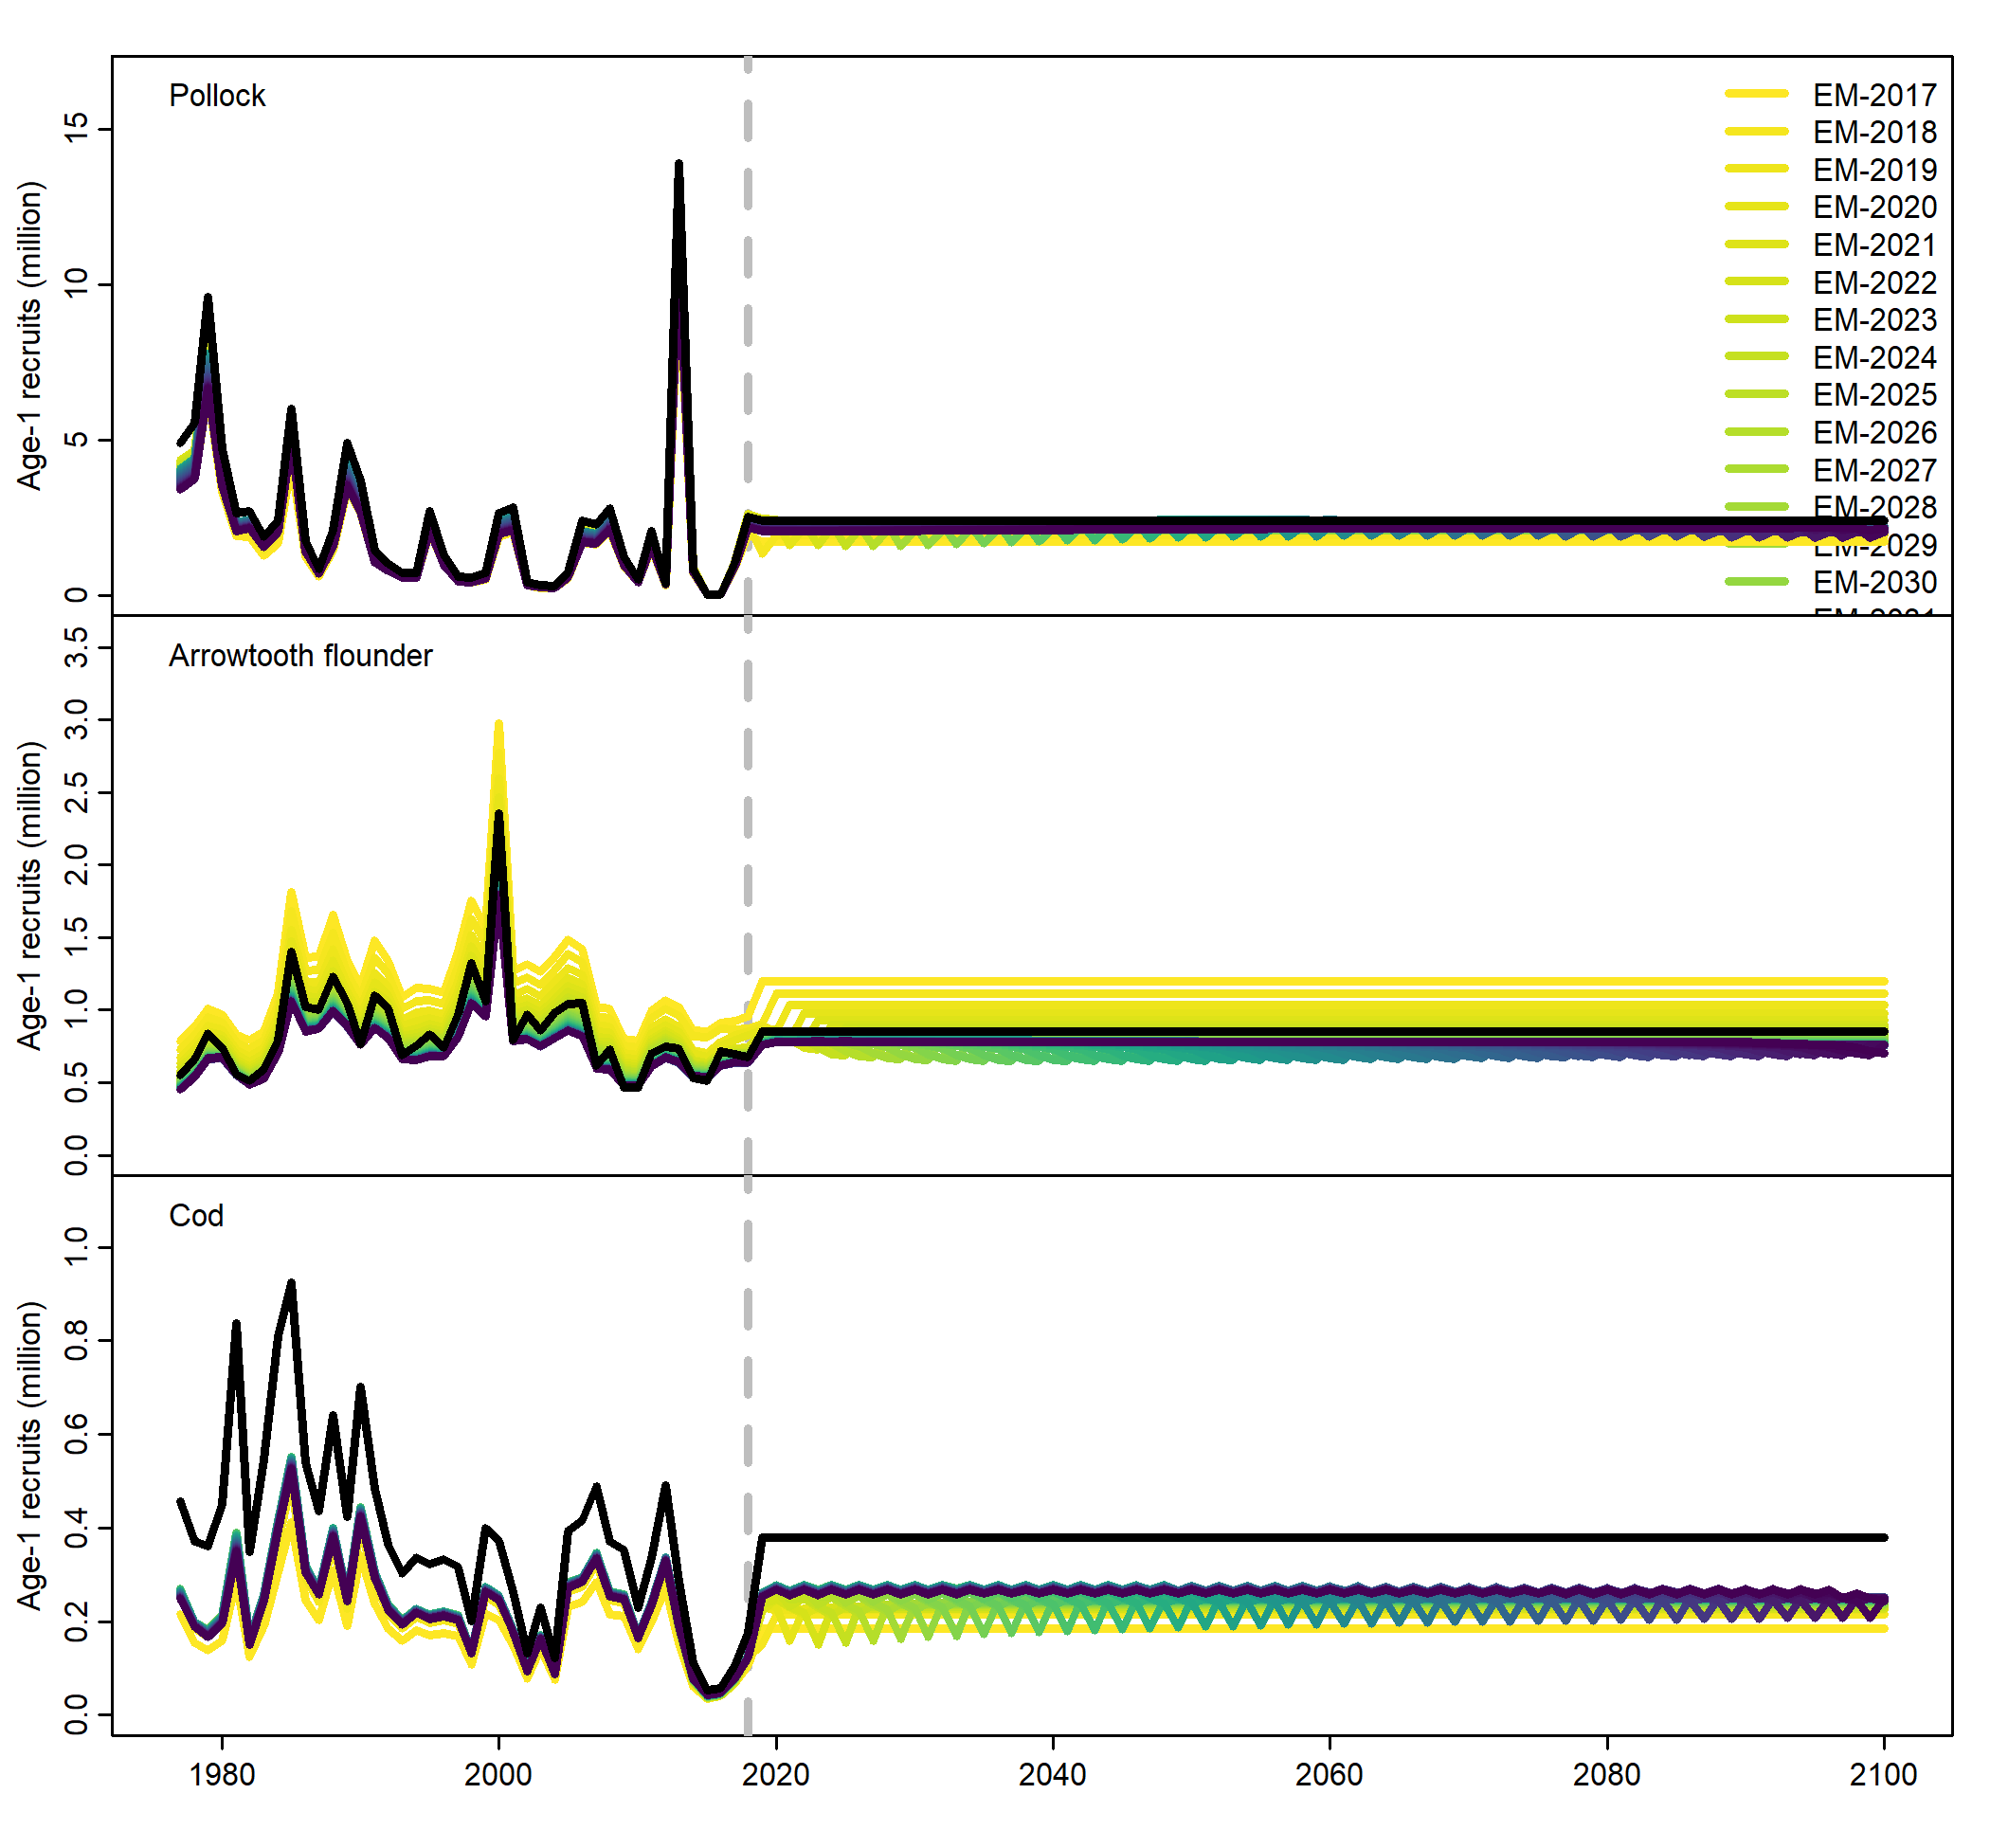 Pollock
Age-1 recruits (million)
15
10
5
0
EM-2017
EM-2018
EM-2019
EM-2020
EM-2021
EM-2022
EM-2023
EM-2024
EM-2025
EM-2026
EM-2027
EM-2028
EM-2029
EM-2030
Arrowtooth flounder
Age-1 recruits (million)
3.5
3.0
2.5
2.0
1.5
1.0
0.5
0.0
Cod
Age-1 recruits (million)
1.0
0.8
0.6
0.4
0.2
0.0
1980 2000 2020 2040 2060 2080 2100